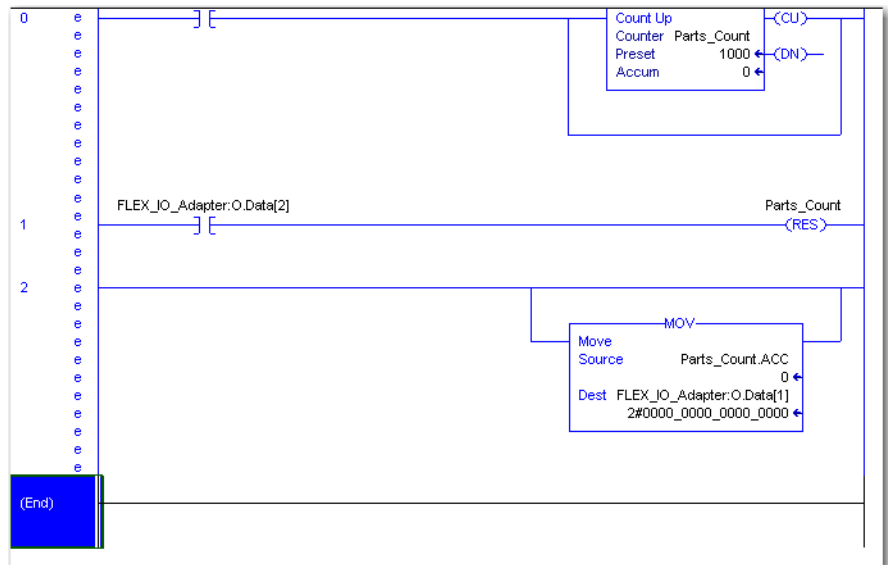 0
e
e
e
e
e
e
e
e
e
e
Count Up
Counter Parts_Count
Preset 1000
Accum 0
(CU)
(DN)
e
FLEX_IO_Adapter:O.Data[2]
Parts_Count
1
e
(RES)
e
e
e
2
e
e
e
MOV
Move
Source Parts_Count.ACC
0
Dest FLEX_IO_Adapter:O.Data[1]
2#0000_0000_0000_0000
e
e
e
e
e
e
e
e
(End)